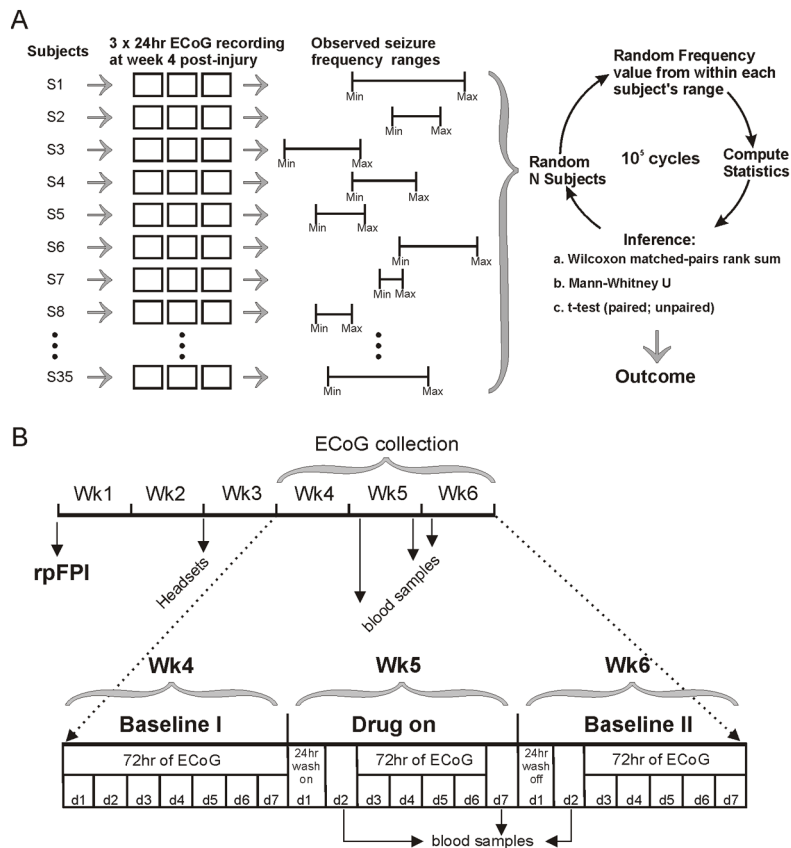 A
Subjects
3 x 24hr ECoG recording
at week 4 post-injury
Observed seizure
frequency ranges
S1
Min Max
S2
Min Max
S3
Min Max
S4
Min Max
S5
Min Max
S6
Min Max
S7
Min Max
S8
Min Max
S35
Min Max
Random Frequency
value from within each
subject's range
10⁵ cycles
Compute
Statistics
Random
N Subjects
Inference:
a. Wilcoxon matched-pairs rank sum
b. Mann-Whitney U
c. t-test (paired; unpaired)
Outcome
B
ECoG collection
Wk1 Wk2 Wk3 Wk4 Wk5 Wk6
rpFPI
Headsets
blood samples
Wk4 Wk5 Wk6
Baseline I Drug on Baseline II
72hr of ECoG
24hr
wash
on
72hr of ECoG
24hr
wash
off
72hr of ECoG
d1 d2 d3 d4 d5 d6 d7 d1 d2 d3 d4 d5 d6 d7 d1 d2 d3 d4 d5 d6 d7
blood samples